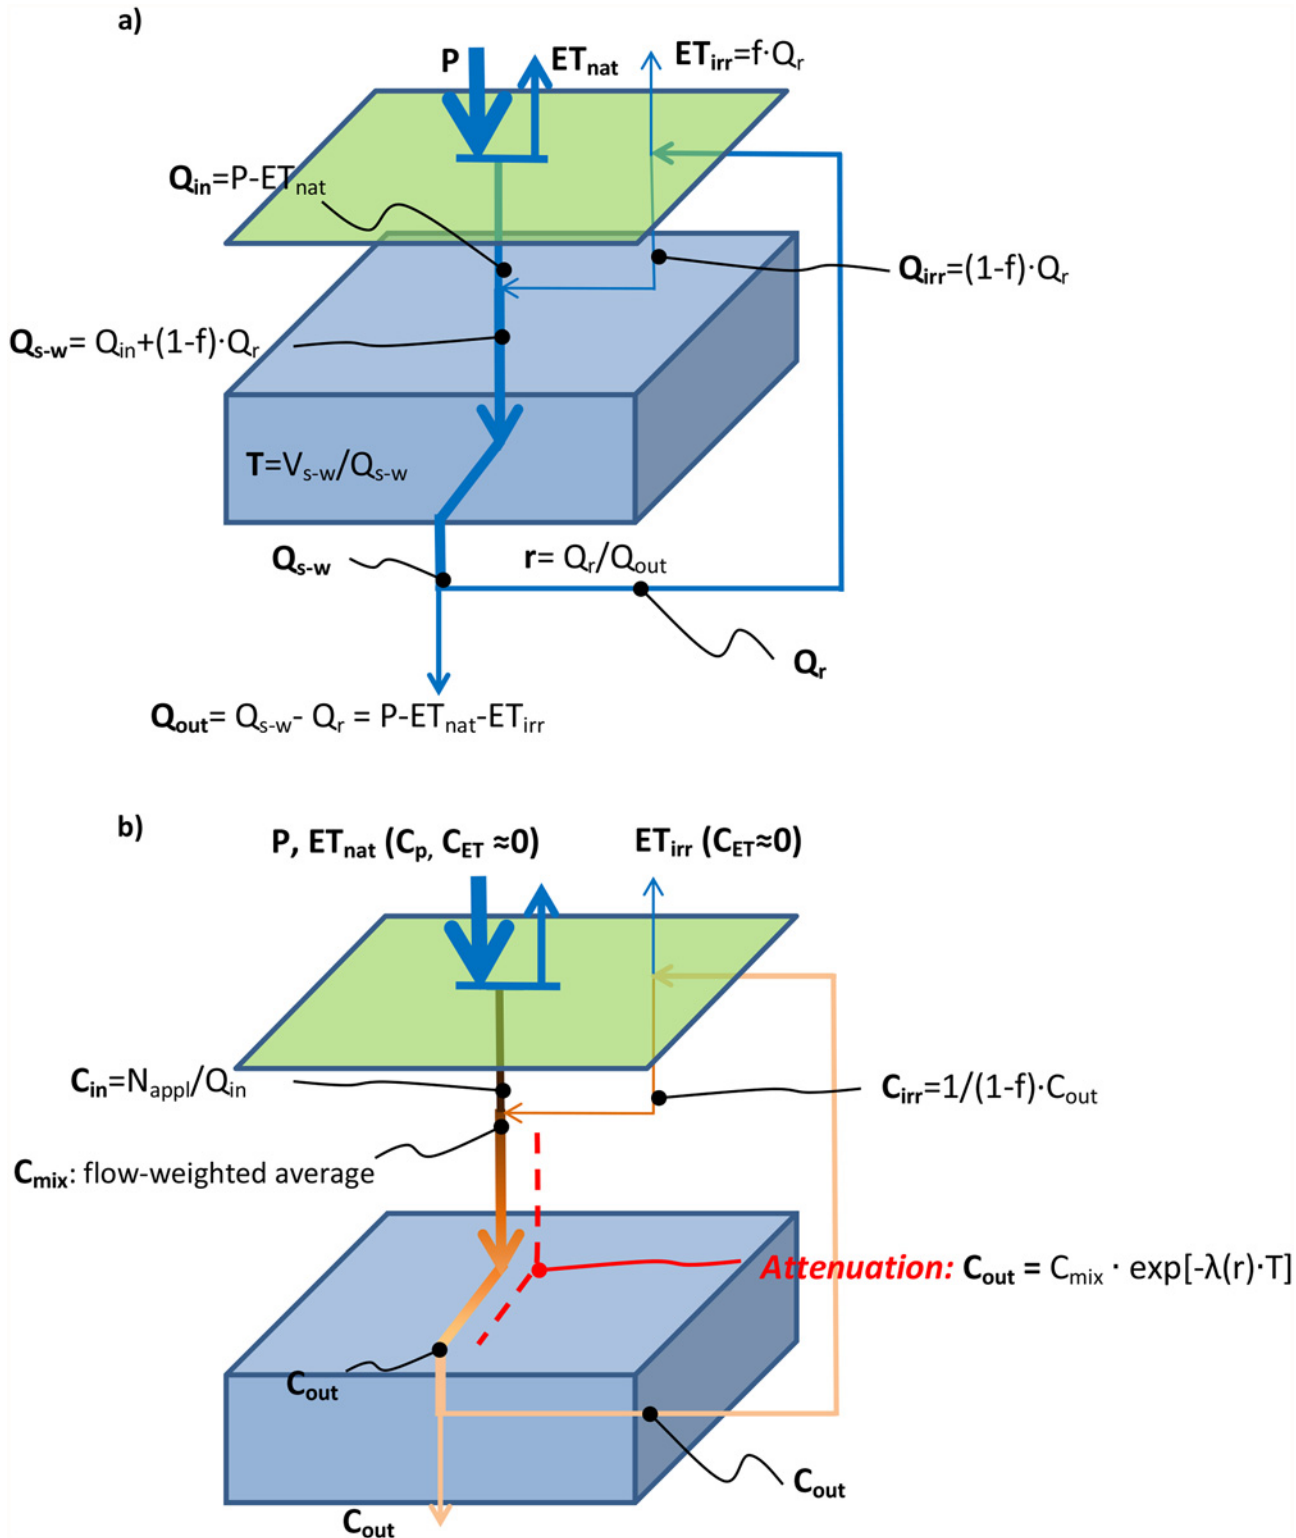 a)
P
ET_nat
ET_irr=f·Q_r
Q_in=P-ET_nat
Q_irr=(1-f)·Q_r
Q_s-w= Q_in+(1-f)·Q_r
T=V_s-w/Q_s-w
Q_s-w
r= Q_r/Q_out
Q_r
Q_out= Q_s-w- Q_r = P-ET_nat-ET_irr
b)
P, ET_nat (C_p, C_ET ≈0)
ET_irr (C_ET≈0)
C_in=N_appl/Q_in
C_irr=1/(1-f)·C_out
C_mix: flow-weighted average
Attenuation: C_out = C_mix · exp[-λ(r)·T]
C_out
C_out
C_out